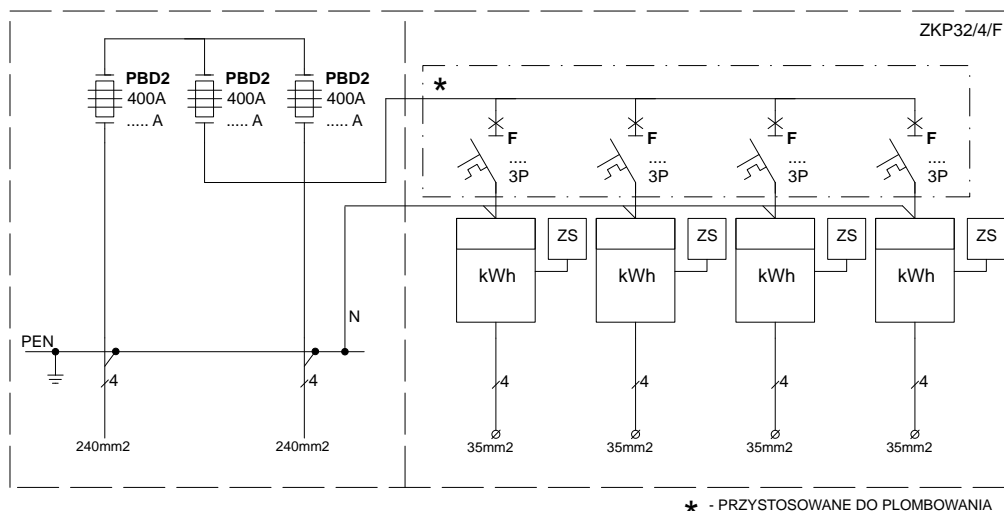 ZKP32/4/F
PBD2 PBD2 PBD2
400A 400A 400A
..... A ..... A ..... A
*
F F F F
.... .... .... ....
3P 3P 3P 3P
ZS ZS ZS ZS
kWh kWh kWh kWh
N
PEN
4 4 4 4 4 4
240mm2 240mm2 35mm2 35mm2 35mm2 35mm2
* - PRZYSTOSOWANE DO PLOMBOWANIA